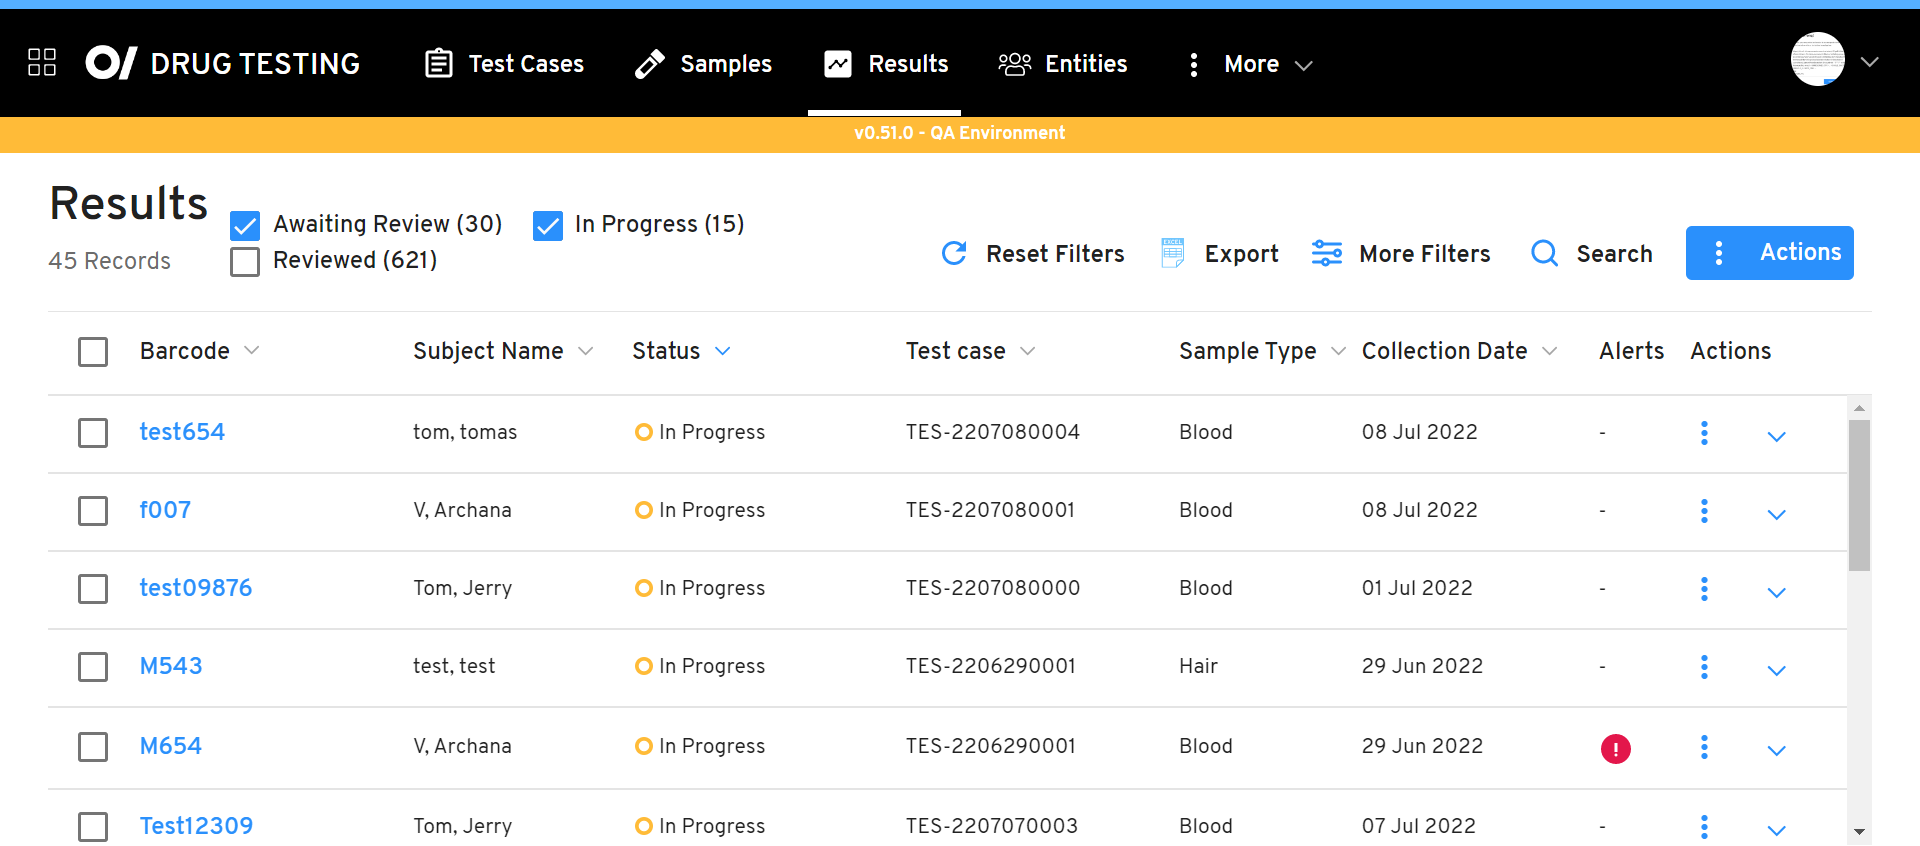 DRUG TESTING Test Cases Samples Results Entities More
v0.51.0 - QA Environment
Results
Awaiting Review (30) In Progress (15)
45 Records
Reviewed (621)
Reset Filters Export More Filters Search Actions
Barcode Subject Name Status Test case Sample Type Collection Date Alerts Actions
test654 tom, tomas In Progress TES-2207080004 Blood 08 Jul 2022 -
f007 V, Archana In Progress TES-2207080001 Blood 08 Jul 2022 -
test09876 Tom, Jerry In Progress TES-2207080000 Blood 01 Jul 2022 -
M543 test, test In Progress TES-2206290001 Hair 29 Jun 2022 -
M654 V, Archana In Progress TES-2206290001 Blood 29 Jun 2022 !
Test12309 Tom, Jerry In Progress TES-2207070003 Blood 07 Jul 2022 -